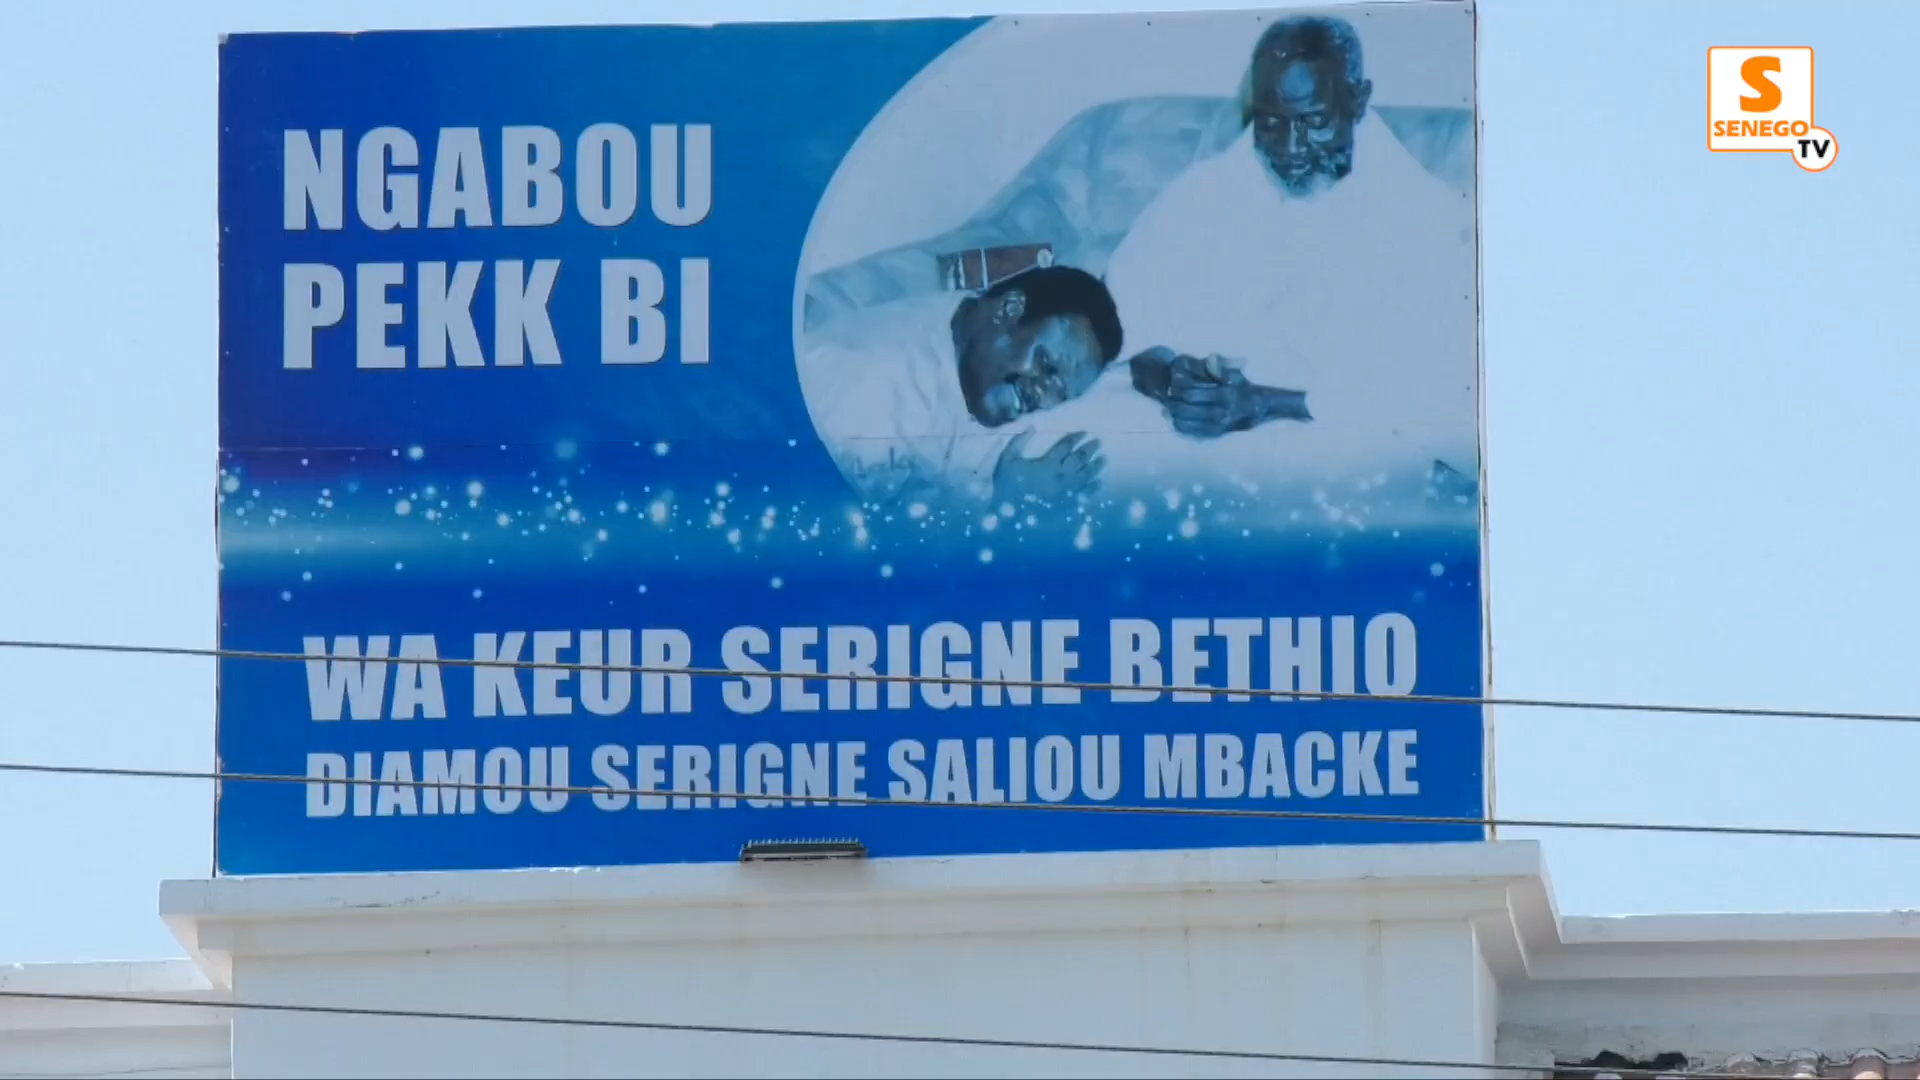 NGABOU
PEKK BI
WA KEUR SERIGNE BETHIO
DIAMOU SERIGNE SALIOU MBACKE
S
SENEGO
TV